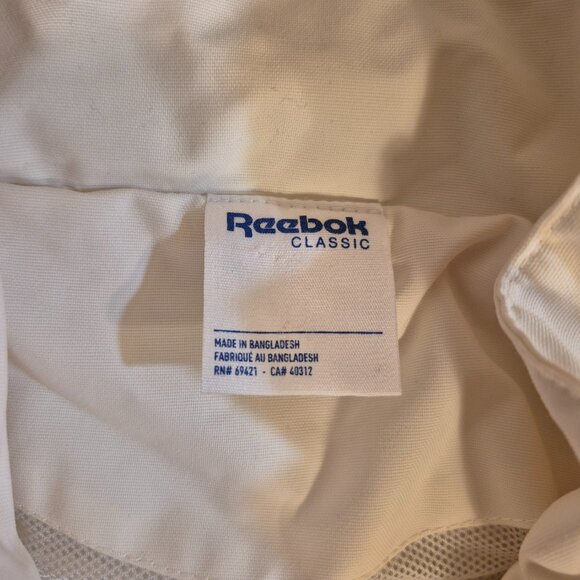 Reebok
CLASSIC
MADE IN BANGLADESH
FABRIQUÉ AU BANGLADESH
RN# 69421 - CA# 40312